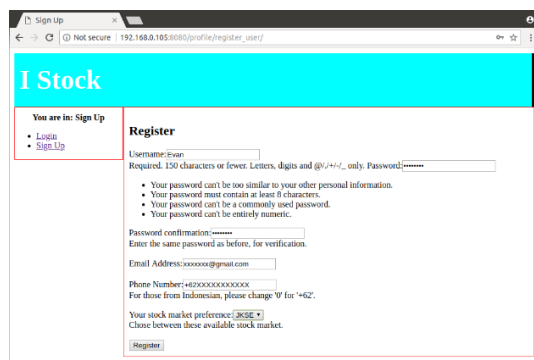 Sign Up
Not secure | 192.168.0.105:8080/profile/register_user/
I Stock
You are in: Sign Up
Login
Sign Up
Register
Username: Evan
Required. 150 characters or fewer. Letters, digits and @/./+/-/_ only. Password: ••••••••
Your password can't be too similar to your other personal information.
Your password must contain at least 8 characters.
Your password can't be a commonly used password.
Your password can't be entirely numeric.
Password confirmation: ••••••••
Enter the same password as before, for verification.
Email Address: xxxxxxx@gmail.com
Phone Number: +62XXXXXXXXXXX
For those from Indonesian, please change '0' for '+62'.
Your stock market preference: JKSE
Chose between these available stock market.
Register